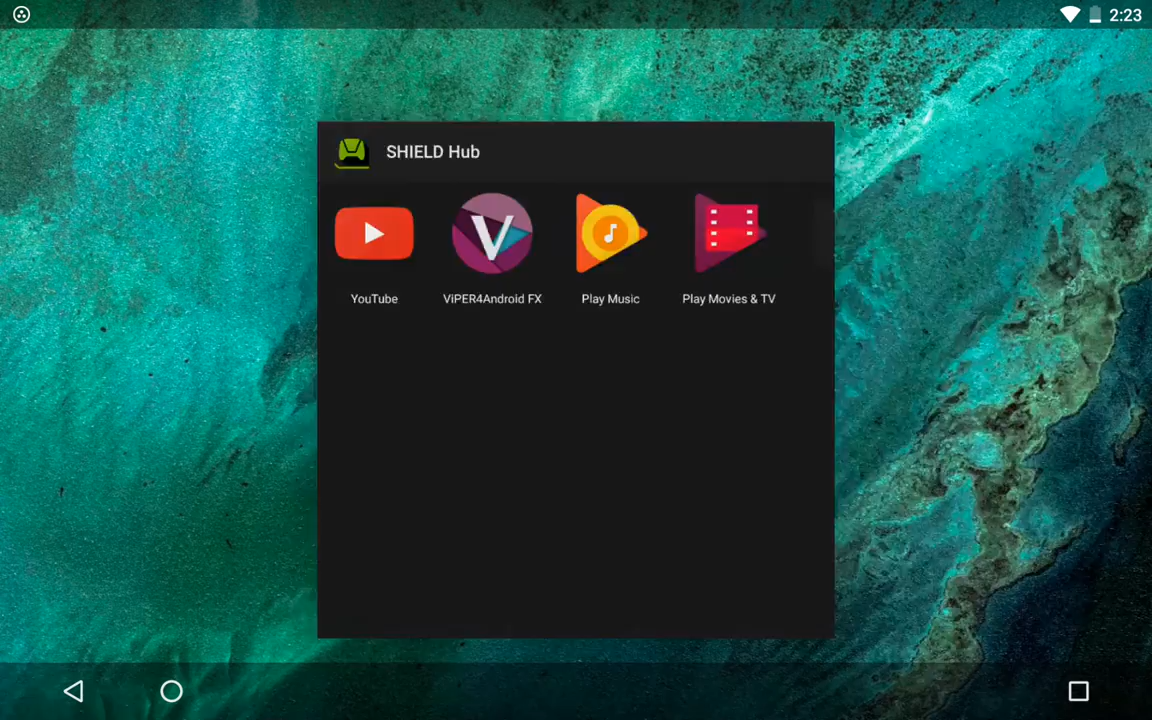 2:23
SHIELD Hub
YouTube
ViPER4Android FX
Play Music
Play Movies & TV